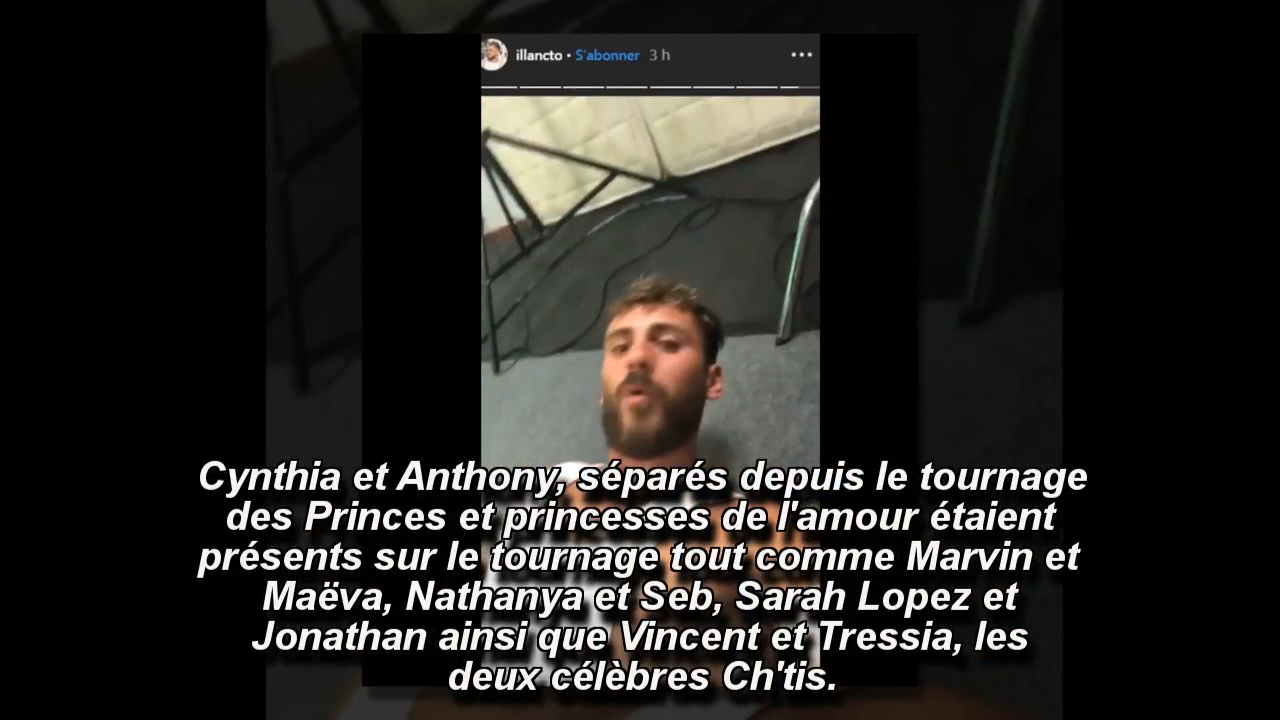 illancto • S'abonner 3 h
Cynthia et Anthony, séparés depuis le tournage
des Princes et princesses de l'amour étaient
présents sur le tournage tout comme Marvin et
Maëva, Nathanya et Seb, Sarah Lopez et
Jonathan ainsi que Vincent et Tressia, les
deux célèbres Ch'tis.